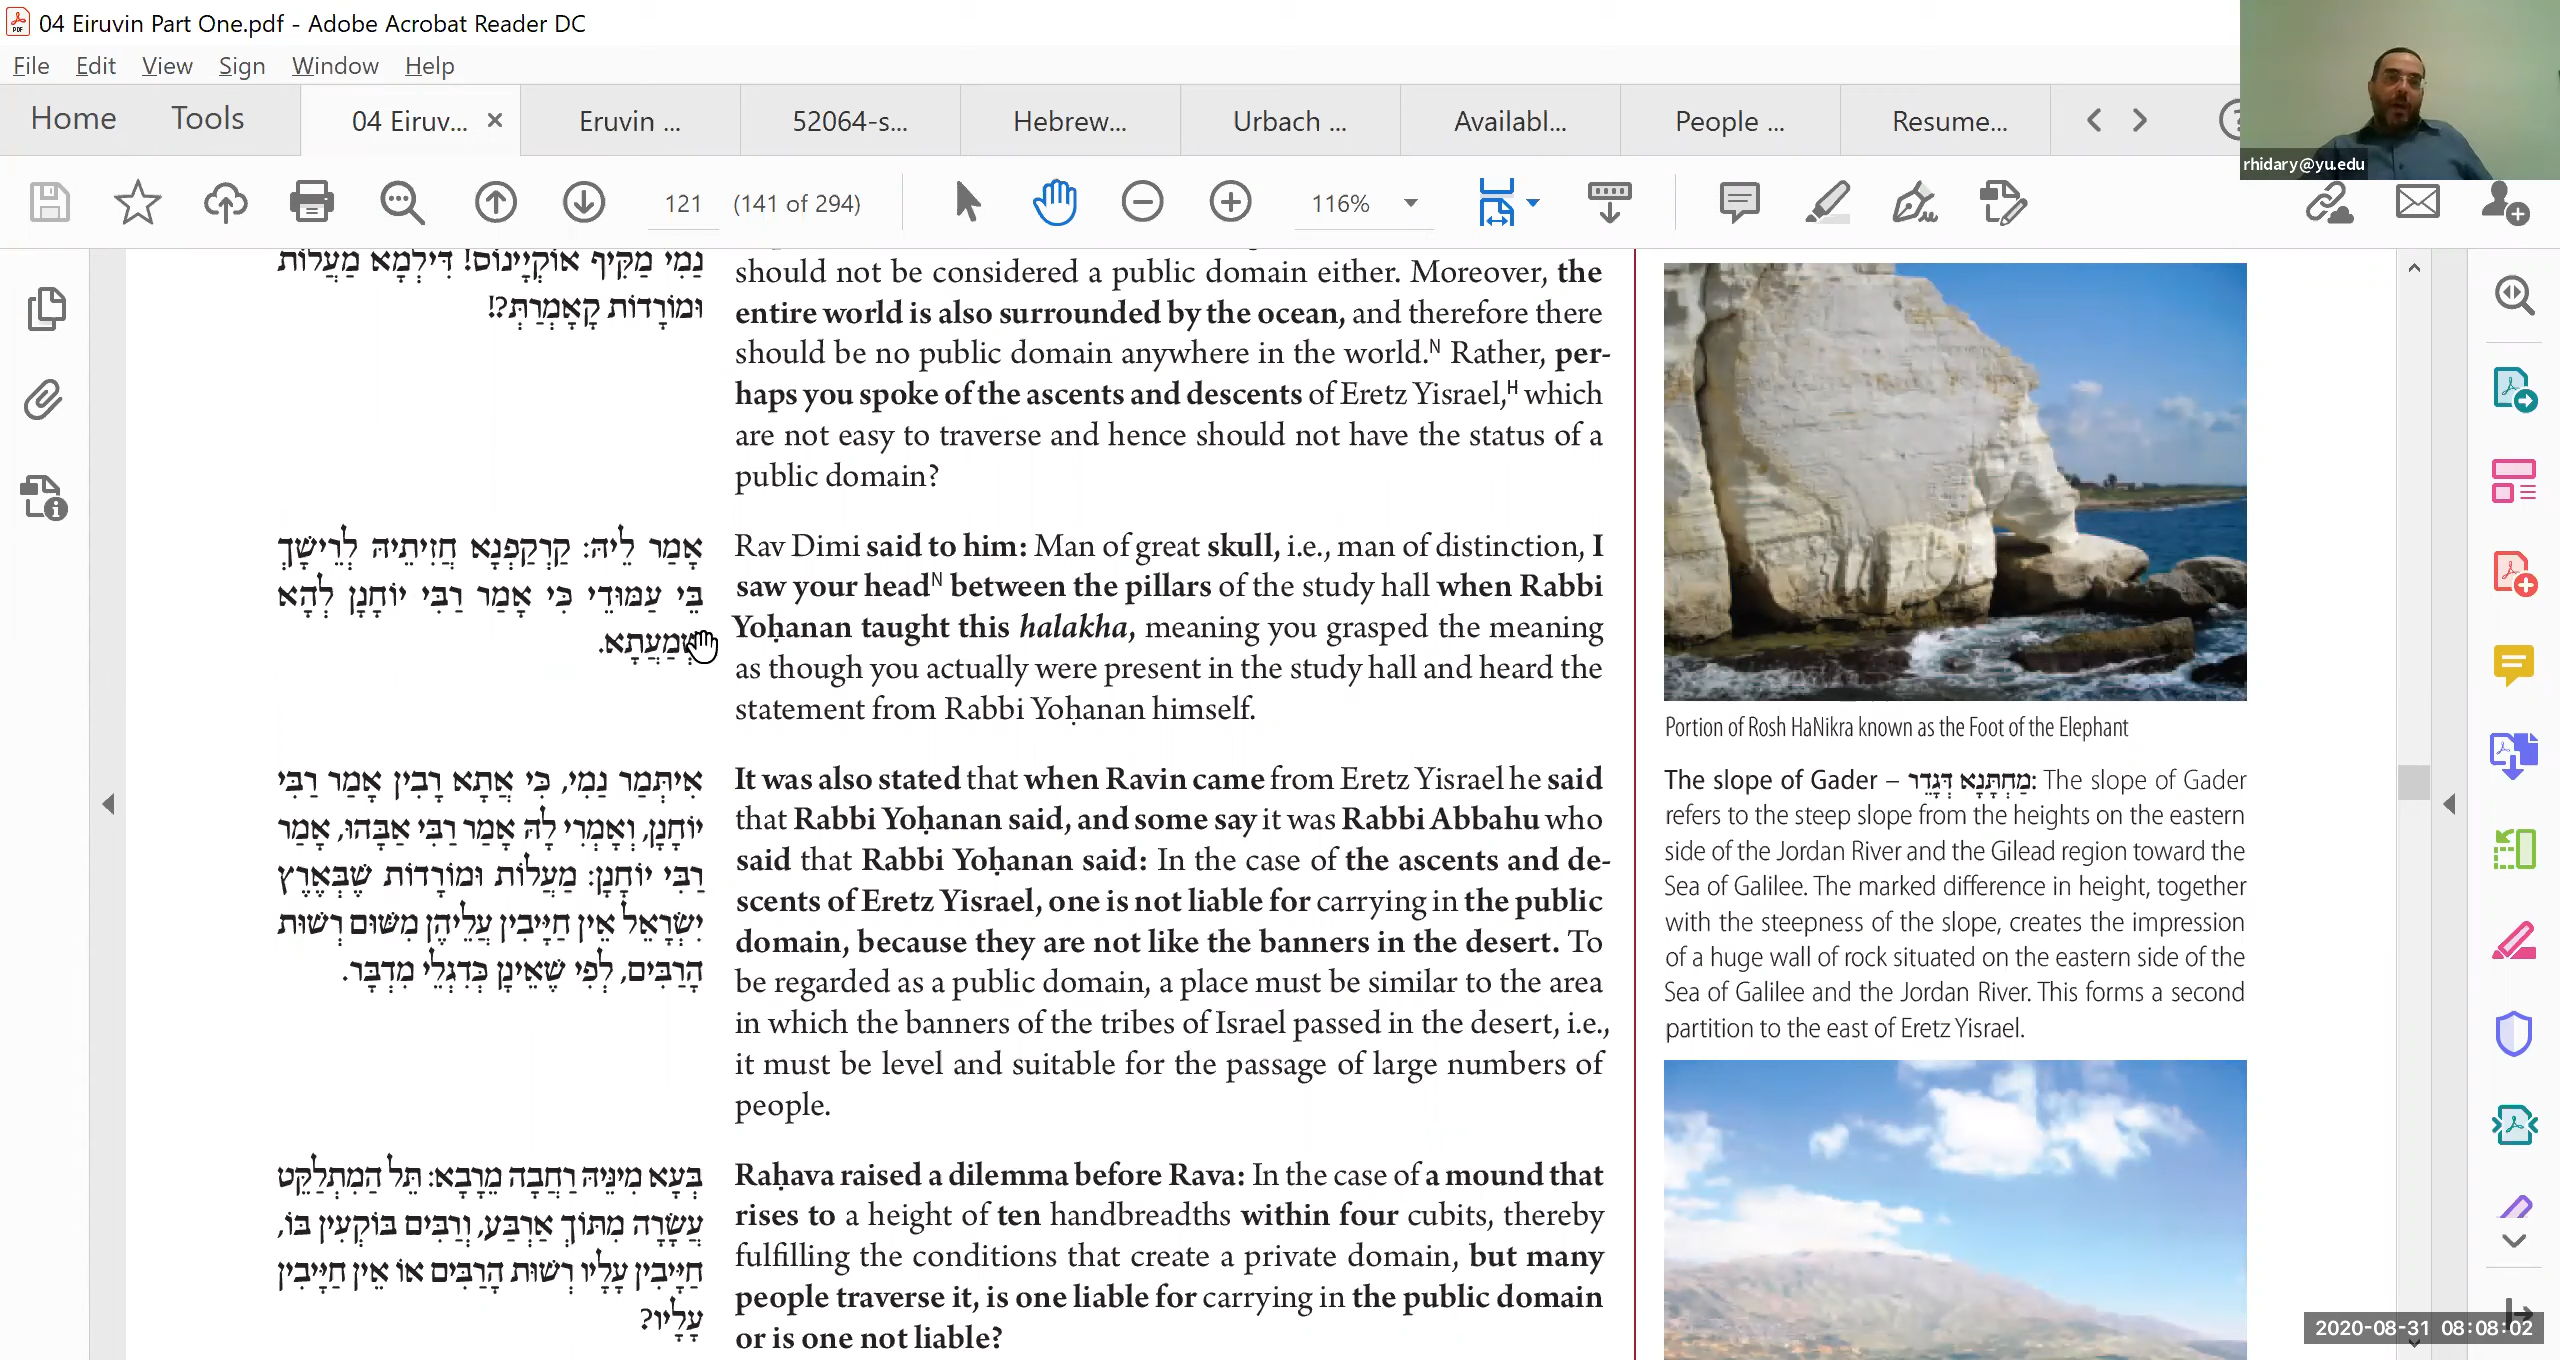 04 Eiruvin Part One.pdf - Adobe Acrobat Reader DC
File Edit View Sign Window Help
Home Tools 04 Eiruv... Eruvin ... 52064-s... Hebrew... Urbach ... Availabl... People ... Resume...
rhidary@yu.edu
121 (141 of 294) 116%
נַמִי מַקִּיף אוֹקְיָינוֹס! דִּילְמָא מַעֲלוֹת
וּמוֹרָדוֹת קָאָמְרַתְּ?!
אָמַר לֵיהּ: קַרְקַפְנָא חֲזִיתֵיהּ לְרֵישָׁךְ
בֵּי עַמּוּדֵי כִּי אָמַר רַבִּי יוֹחָנָן לְהָא
שְׁמַעְתָּא.
אִיתְּמַר נַמִי, כִּי אֲתָא רָבִין אָמַר רַבִּי
יוֹחָנָן, וְאָמְרִי לָהּ אָמַר רַבִּי אַבָּהוּ, אָמַר
רַבִּי יוֹחָנָן: מַעֲלוֹת וּמוֹרָדוֹת שֶׁבְּאֶרֶץ
יִשְׂרָאֵל אֵין חַיָּיבִין עֲלֵיהֶן מִשּׁוּם רְשׁוּת
הָרַבִּים, לְפִי שֶׁאֵינָן כְּדִגְלֵי מִדְבָּר.
בְּעָא מִינֵּיהּ רַחֲבָה מֵרָבָא: תֵּל הַמִּתְלַקֵּט
עֲשָׂרָה מִתּוֹךְ אַרְבַּע, וְרַבִּים בּוֹקְעִין בּוֹ,
חַיָּיבִין עָלָיו רְשׁוּת הָרַבִּים אוֹ אֵין חַיָּיבִין
עָלָיו?
should not be considered a public domain either. Moreover, the
entire world is also surrounded by the ocean, and therefore there
should be no public domain anywhere in the world.ᴺ Rather, per-
haps you spoke of the ascents and descents of Eretz Yisrael,ᴴ which
are not easy to traverse and hence should not have the status of a
public domain?
Rav Dimi said to him: Man of great skull, i.e., man of distinction, I
saw your headᴺ between the pillars of the study hall when Rabbi
Yoḥanan taught this halakha, meaning you grasped the meaning
as though you actually were present in the study hall and heard the
statement from Rabbi Yoḥanan himself.
It was also stated that when Ravin came from Eretz Yisrael he said
that Rabbi Yoḥanan said, and some say it was Rabbi Abbahu who
said that Rabbi Yoḥanan said: In the case of the ascents and de-
scents of Eretz Yisrael, one is not liable for carrying in the public
domain, because they are not like the banners in the desert. To
be regarded as a public domain, a place must be similar to the area
in which the banners of the tribes of Israel passed in the desert, i.e.,
it must be level and suitable for the passage of large numbers of
people.
Raḥava raised a dilemma before Rava: In the case of a mound that
rises to a height of ten handbreadths within four cubits, thereby
fulfilling the conditions that create a private domain, but many
people traverse it, is one liable for carrying in the public domain
or is one not liable?
Portion of Rosh HaNikra known as the Foot of the Elephant
The slope of Gader – מַחְתָּנָא דְּגָדֵר: The slope of Gader
refers to the steep slope from the heights on the eastern
side of the Jordan River and the Gilead region toward the
Sea of Galilee. The marked difference in height, together
with the steepness of the slope, creates the impression
of a huge wall of rock situated on the eastern side of the
Sea of Galilee and the Jordan River. This forms a second
partition to the east of Eretz Yisrael.
2020-08-31 08:08:02